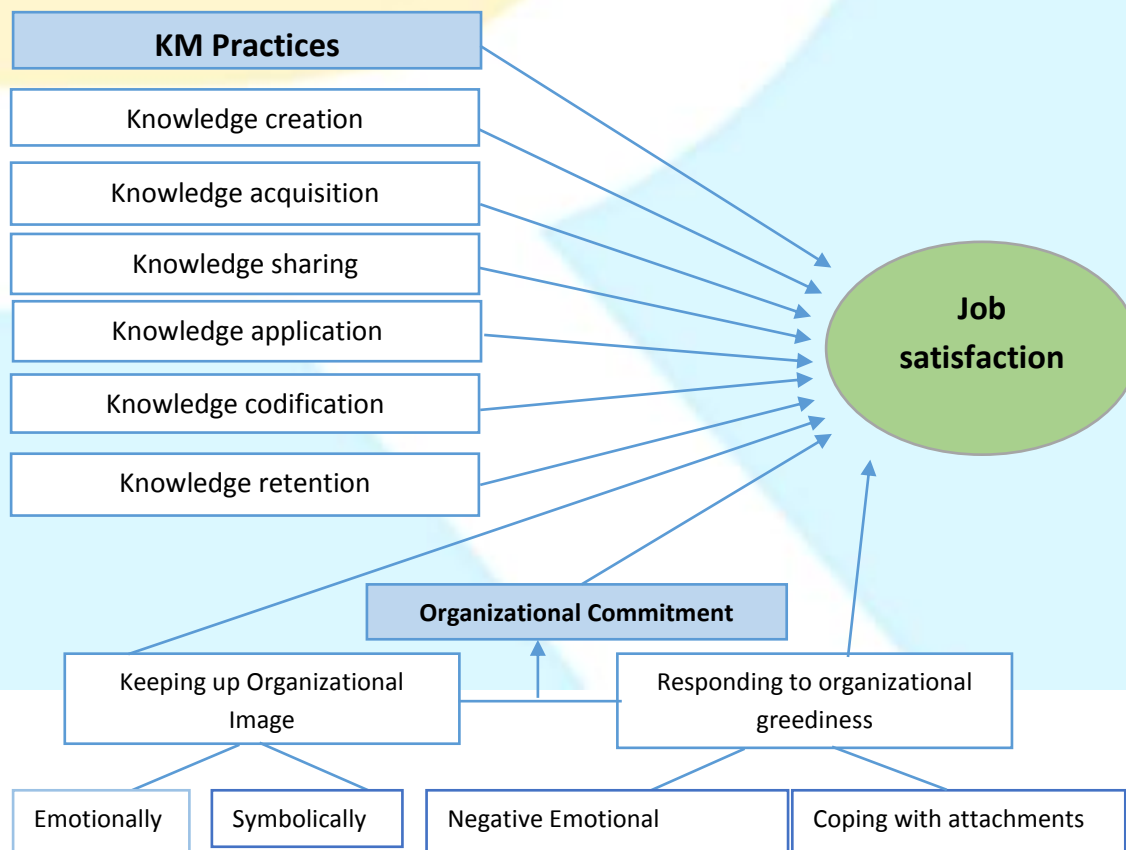 KM Practices
Knowledge creation
Knowledge acquisition
Knowledge sharing
Knowledge application
Knowledge codification
Knowledge retention
Job
satisfaction
Organizational Commitment
Keeping up Organizational
Image
Responding to organizational
greediness
Emotionally
Symbolically
Negative Emotional
Coping with attachments